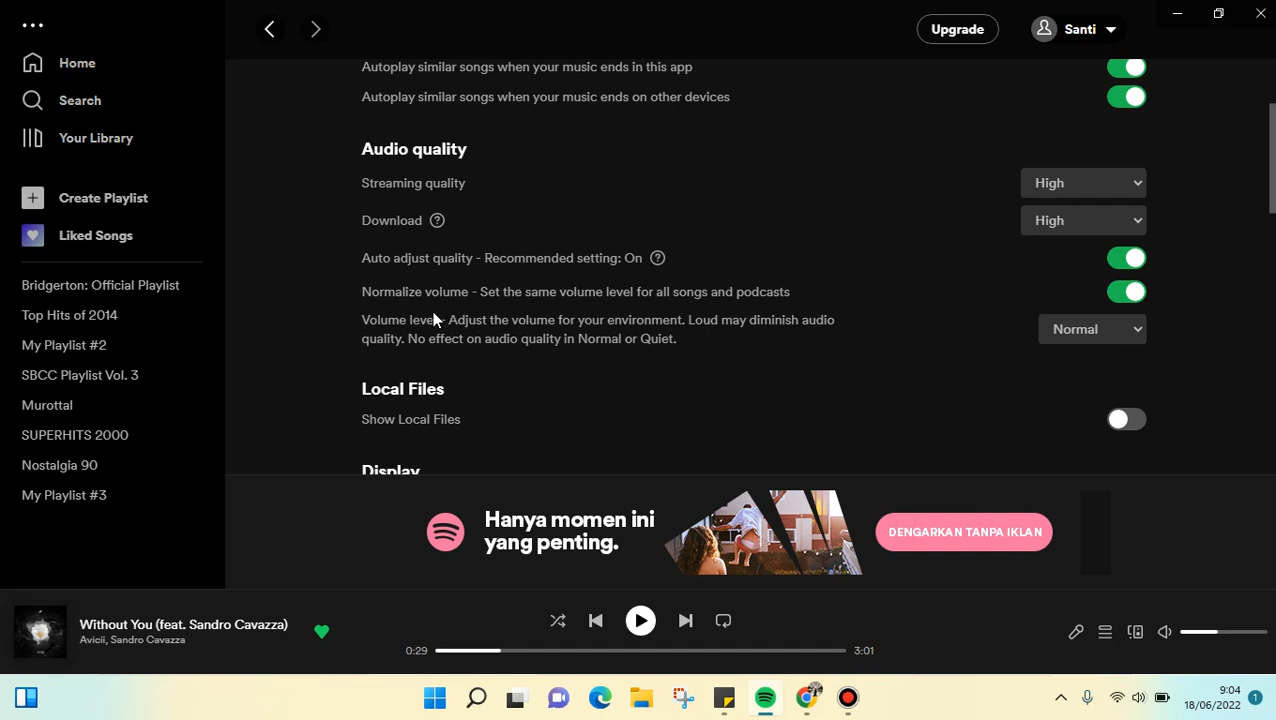 Home
Search
Your Library
Create Playlist
Liked Songs
Bridgerton: Official Playlist
Top Hits of 2014
My Playlist #2
SBCC Playlist Vol. 3
Murottal
SUPERHITS 2000
Nostalgia 90
My Playlist #3
Upgrade
Santi
Autoplay similar songs when your music ends in this app
Autoplay similar songs when your music ends on other devices
Audio quality
Streaming quality
High
Download
High
Auto adjust quality - Recommended setting: On
Normalize volume - Set the same volume level for all songs and podcasts
Volume level - Adjust the volume for your environment. Loud may diminish audio
quality. No effect on audio quality in Normal or Quiet.
Normal
Local Files
Show Local Files
Display
Hanya momen ini
yang penting.
DENGARKAN TANPA IKLAN
Without You (feat. Sandro Cavazza)
Avicii, Sandro Cavazza
0:29
3:01
9:04
18/06/2022
1